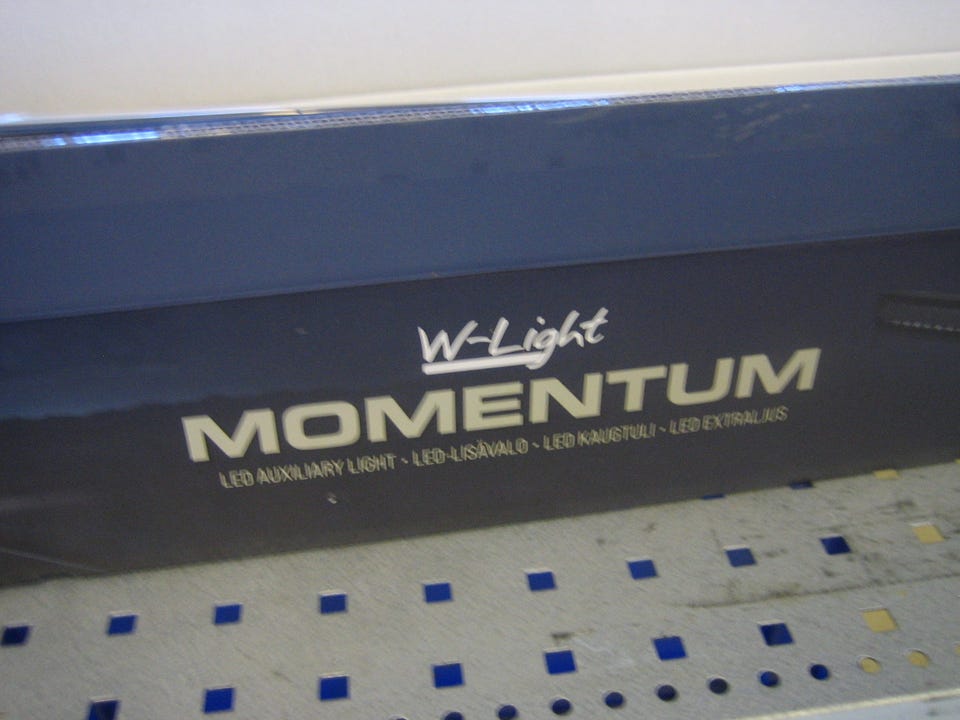 W-Light
MOMENTUM
LED AUXILIARY LIGHT - LED-LISÄVALO - LED KAUGTULI - LED EXTRALJUS